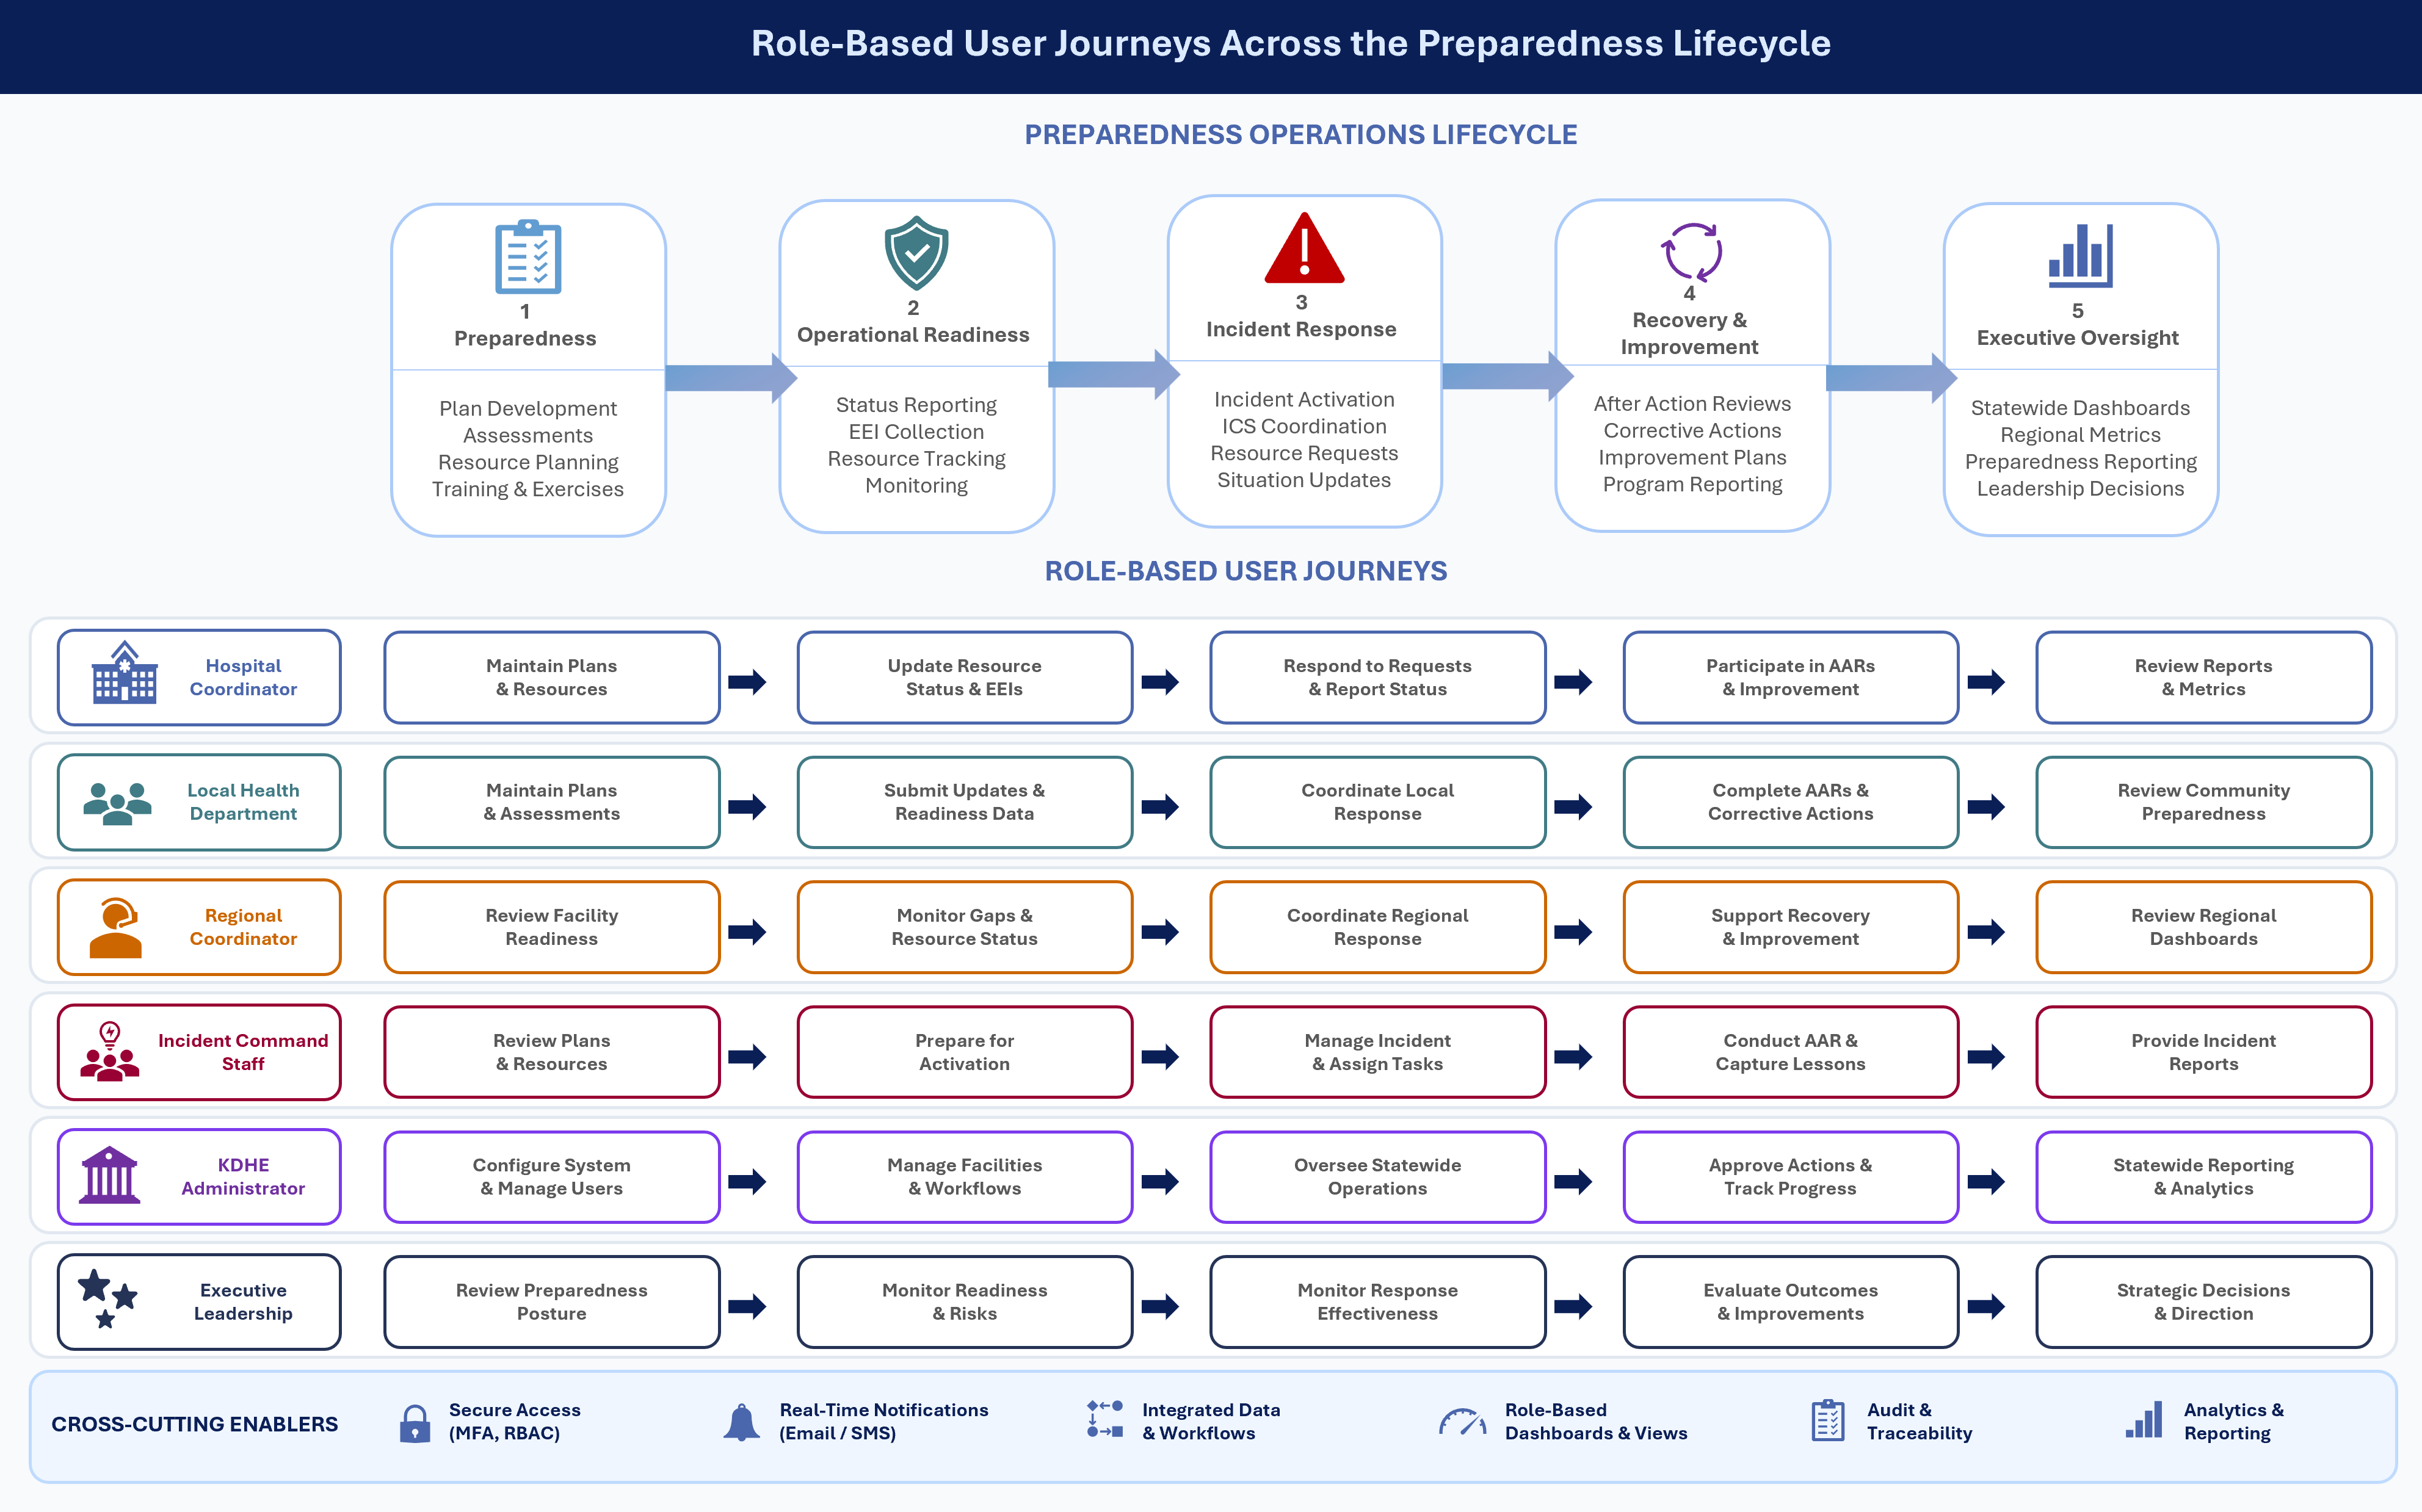 Role-Based User Journeys Across the Preparedness Lifecycle
PREPAREDNESS OPERATIONS LIFECYCLE
1
Preparedness
Plan Development
Assessments
Resource Planning
Training & Exercises
2
Operational Readiness
Status Reporting
EEI Collection
Resource Tracking
Monitoring
3
Incident Response
Incident Activation
ICS Coordination
Resource Requests
Situation Updates
4
Recovery &
Improvement
After Action Reviews
Corrective Actions
Improvement Plans
Program Reporting
5
Executive Oversight
Statewide Dashboards
Regional Metrics
Preparedness Reporting
Leadership Decisions
ROLE-BASED USER JOURNEYS
Hospital
Coordinator
Maintain Plans
& Resources
Update Resource
Status & EEIs
Respond to Requests
& Report Status
Participate in AARs
& Improvement
Review Reports
& Metrics
Local Health
Department
Maintain Plans
& Assessments
Submit Updates &
Readiness Data
Coordinate Local
Response
Complete AARs &
Corrective Actions
Review Community
Preparedness
Regional
Coordinator
Review Facility
Readiness
Monitor Gaps &
Resource Status
Coordinate Regional
Response
Support Recovery
& Improvement
Review Regional
Dashboards
Incident Command
Staff
Review Plans
& Resources
Prepare for
Activation
Manage Incident
& Assign Tasks
Conduct AAR &
Capture Lessons
Provide Incident
Reports
KDHE
Administrator
Configure System
& Manage Users
Manage Facilities
& Workflows
Oversee Statewide
Operations
Approve Actions &
Track Progress
Statewide Reporting
& Analytics
Executive
Leadership
Review Preparedness
Posture
Monitor Readiness
& Risks
Monitor Response
Effectiveness
Evaluate Outcomes
& Improvements
Strategic Decisions
& Direction
CROSS-CUTTING ENABLERS
Secure Access
(MFA, RBAC)
Real-Time Notifications
(Email / SMS)
Integrated Data
& Workflows
Role-Based
Dashboards & Views
Audit &
Traceability
Analytics &
Reporting